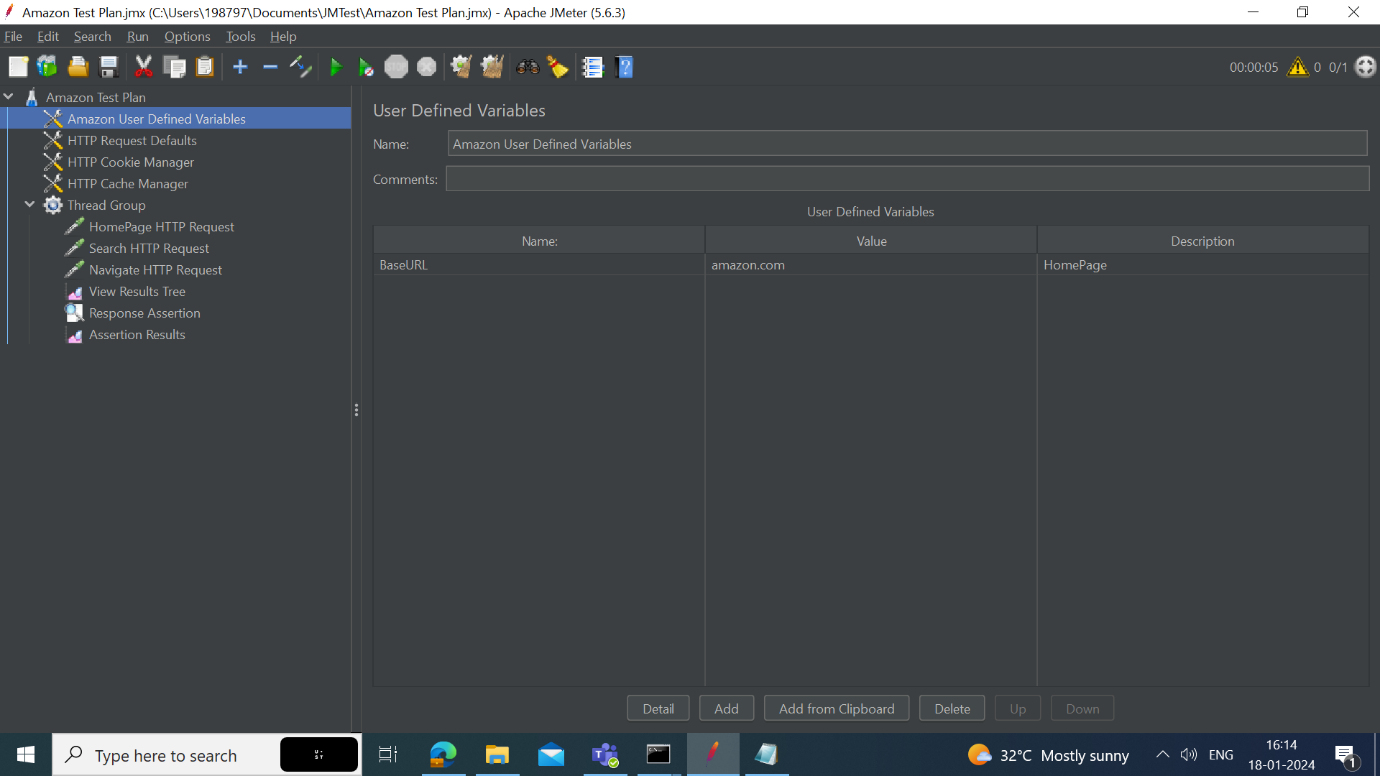 Amazon Test Plan.jmx (C:\Users\198797\Documents\JMTest\Amazon Test Plan.jmx) - Apache JMeter (5.6.3)
File Edit Search Run Options Tools Help
00:00:05 0 0/1
Amazon Test Plan
Amazon User Defined Variables
HTTP Request Defaults
HTTP Cookie Manager
HTTP Cache Manager
Thread Group
HomePage HTTP Request
Search HTTP Request
Navigate HTTP Request
View Results Tree
Response Assertion
Assertion Results
User Defined Variables
Name: Amazon User Defined Variables
Comments:
User Defined Variables
Name: Value Description
BaseURL amazon.com HomePage
Detail Add Add from Clipboard Delete Up Down
Type here to search
32°C Mostly sunny
ENG
16:14
18-01-2024
1